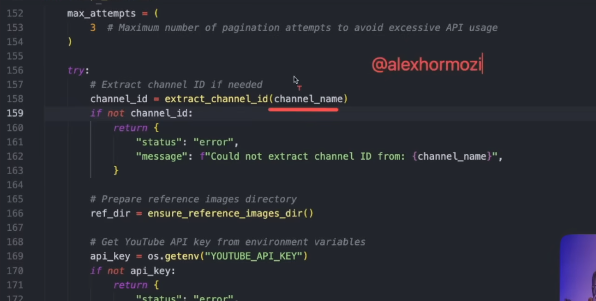 152 max_attempts = (
153 3 # Maximum number of pagination attempts to avoid excessive API usage
154 )
155
156 try:
@alexhormozi
157 # Extract channel ID if needed
158 channel_id = extract_channel_id(channel_name)
159 if not channel_id:
160 return {
161 "status": "error",
162 "message": f"Could not extract channel ID from: {channel_name}",
163 }
164
165 # Prepare reference images directory
166 ref_dir = ensure_reference_images_dir()
167
168 # Get YouTube API key from environment variables
169 api_key = os.getenv("YOUTUBE_API_KEY")
170 if not api_key:
171 return {
172 "status": "error",